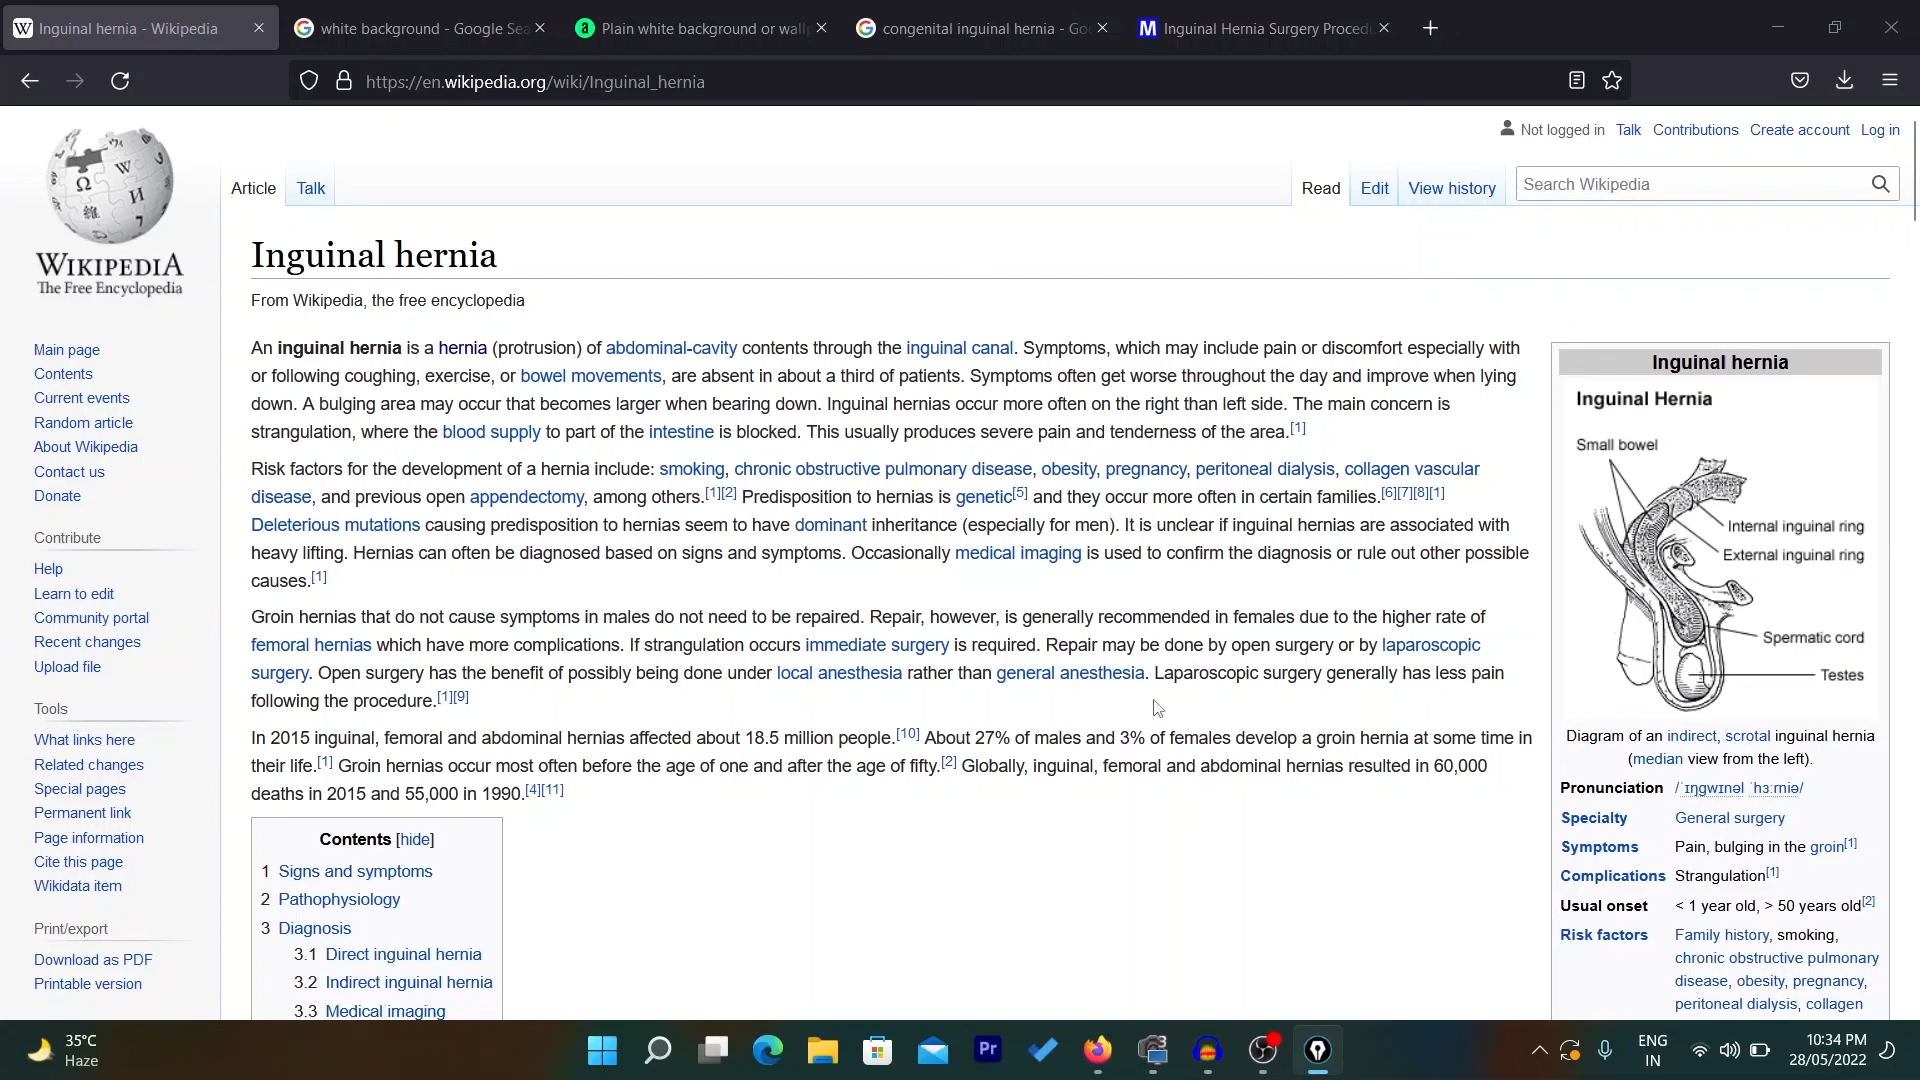 Inguinal hernia - Wikipedia
white background - Google Sea
Plain white background or wallp
congenital inguinal hernia - Goo
Inguinal Hernia Surgery Procedu
https://en.wikipedia.org/wiki/Inguinal_hernia
Not logged in Talk Contributions Create account Log in
Article Talk
Read Edit View history
Search Wikipedia
WIKIPEDIA
The Free Encyclopedia
Main page
Contents
Current events
Random article
About Wikipedia
Contact us
Donate
Contribute
Help
Learn to edit
Community portal
Recent changes
Upload file
Tools
What links here
Related changes
Special pages
Permanent link
Page information
Cite this page
Wikidata item
Print/export
Download as PDF
Printable version
Inguinal hernia
From Wikipedia, the free encyclopedia
An inguinal hernia is a hernia (protrusion) of abdominal-cavity contents through the inguinal canal. Symptoms, which may include pain or discomfort especially with
or following coughing, exercise, or bowel movements, are absent in about a third of patients. Symptoms often get worse throughout the day and improve when lying
down. A bulging area may occur that becomes larger when bearing down. Inguinal hernias occur more often on the right than left side. The main concern is
strangulation, where the blood supply to part of the intestine is blocked. This usually produces severe pain and tenderness of the area.[1]
Risk factors for the development of a hernia include: smoking, chronic obstructive pulmonary disease, obesity, pregnancy, peritoneal dialysis, collagen vascular
disease, and previous open appendectomy, among others.[1][2] Predisposition to hernias is genetic[5] and they occur more often in certain families.[6][7][8][1]
Deleterious mutations causing predisposition to hernias seem to have dominant inheritance (especially for men). It is unclear if inguinal hernias are associated with
heavy lifting. Hernias can often be diagnosed based on signs and symptoms. Occasionally medical imaging is used to confirm the diagnosis or rule out other possible
causes.[1]
Groin hernias that do not cause symptoms in males do not need to be repaired. Repair, however, is generally recommended in females due to the higher rate of
femoral hernias which have more complications. If strangulation occurs immediate surgery is required. Repair may be done by open surgery or by laparoscopic
surgery. Open surgery has the benefit of possibly being done under local anesthesia rather than general anesthesia. Laparoscopic surgery generally has less pain
following the procedure.[1][9]
In 2015 inguinal, femoral and abdominal hernias affected about 18.5 million people.[10] About 27% of males and 3% of females develop a groin hernia at some time in
their life.[1] Groin hernias occur most often before the age of one and after the age of fifty.[2] Globally, inguinal, femoral and abdominal hernias resulted in 60,000
deaths in 2015 and 55,000 in 1990.[4][11]
Contents [hide]
1 Signs and symptoms
2 Pathophysiology
3 Diagnosis
3.1 Direct inguinal hernia
3.2 Indirect inguinal hernia
3.3 Medical imaging
Inguinal hernia
Inguinal Hernia
Small bowel
Internal inguinal ring
External inguinal ring
Spermatic cord
Testes
Diagram of an indirect, scrotal inguinal hernia
(median view from the left).
Pronunciation /ˈɪŋɡwɪnəl ˈhɜːrniə/
Specialty General surgery
Symptoms Pain, bulging in the groin[1]
Complications Strangulation[1]
Usual onset < 1 year old, > 50 years old[2]
Risk factors Family history, smoking,
chronic obstructive pulmonary
disease, obesity, pregnancy,
peritoneal dialysis, collagen
35°C
Haze
Pr
ENG
IN
10:34 PM
28/05/2022